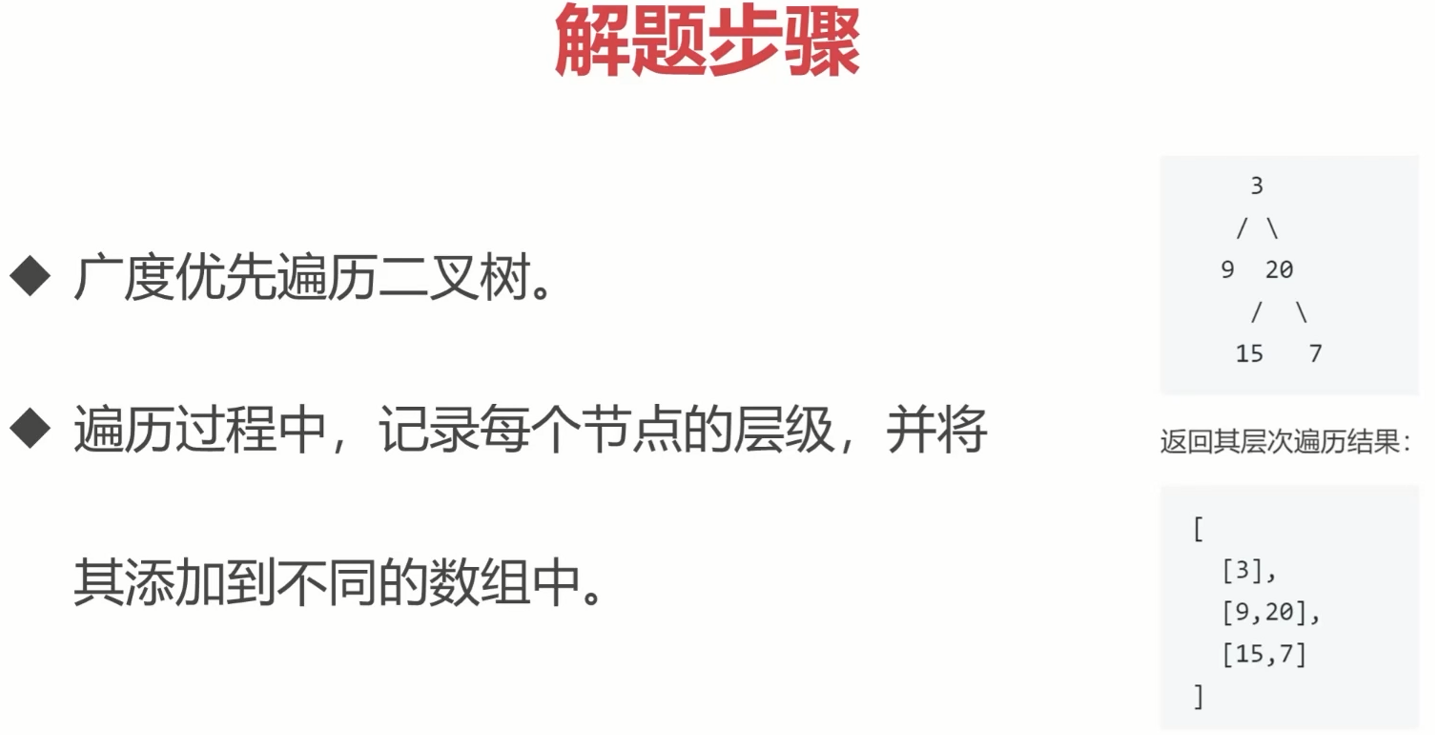 解题步骤
◆ 广度优先遍历二叉树。
◆ 遍历过程中，记录每个节点的层级，并将
其添加到不同的数组中。
3
/ \
9 20
/ \
15 7
返回其层次遍历结果：
[
[3],
[9,20],
[15,7]
]